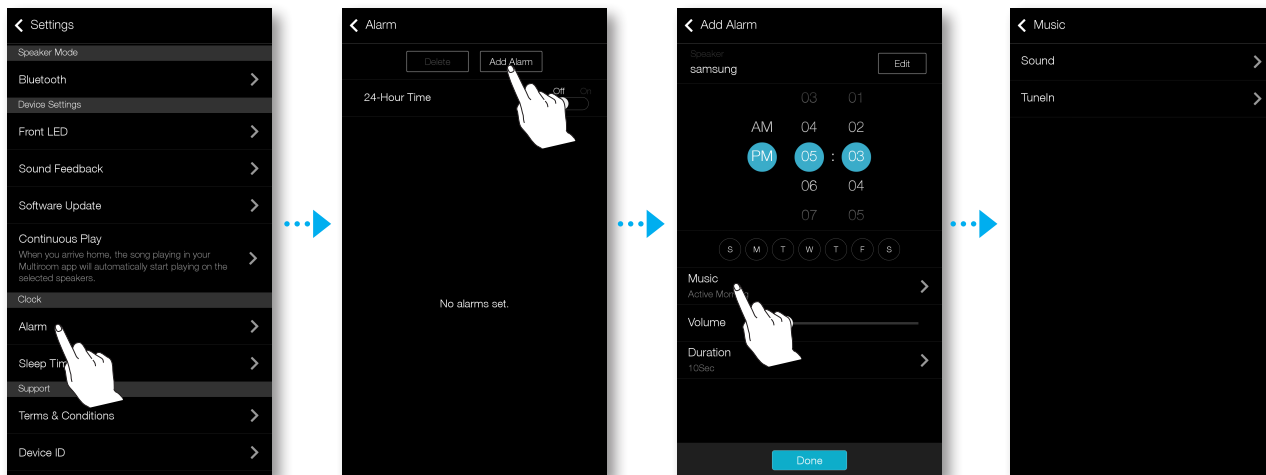 Settings
Speaker Mode
Bluetooth
Device Settings
Front LED
Sound Feedback
Software Update
Continuous Play
When you arrive home, the song playing in your
Multiroom app will automatically start playing on the
selected speakers.
Clock
Alarm
Sleep
Support
Terms & Conditions
Device ID
Alarm
Delete Add Alarm
24-Hour Time Off On
No alarms set.
Add Alarm
Speaker
samsung Edit
03 01
AM 04 02
PM 05 : 03
06 04
07 05
S M T W T F S
Music
Active
Volume
Duration
10Sec
Done
Music
Sound
TuneIn